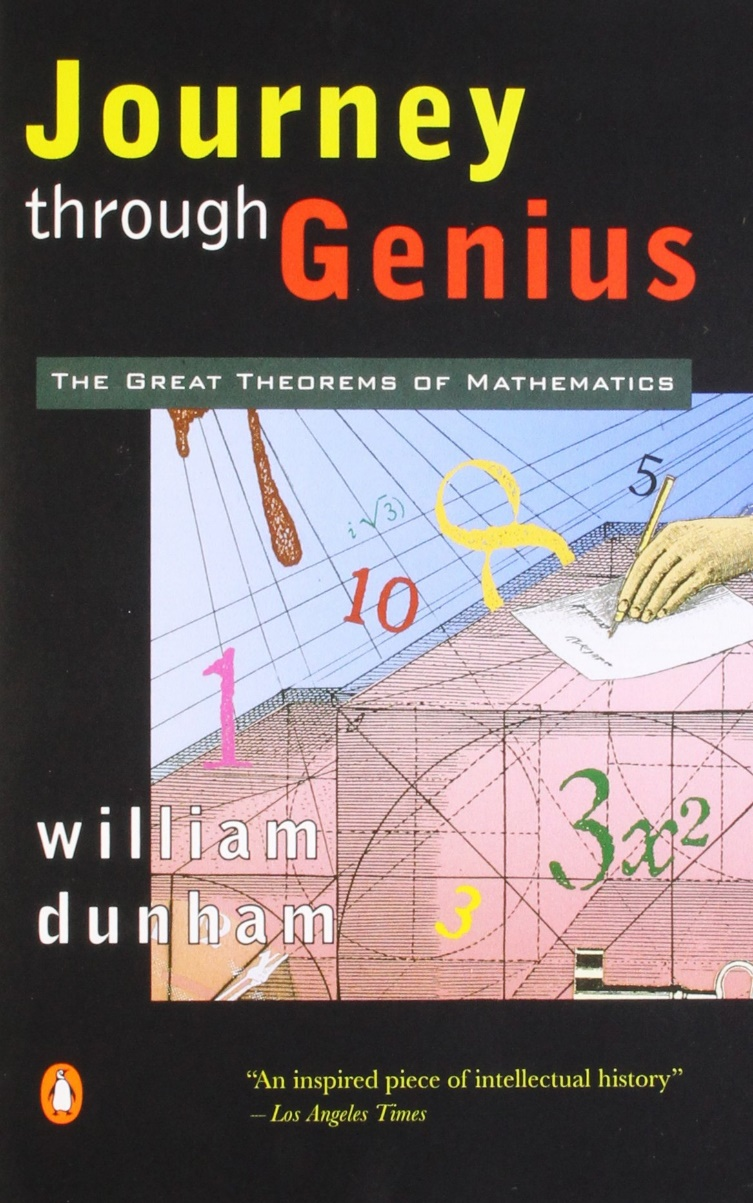 Journey
through Genius
THE GREAT THEOREMS OF MATHEMATICS
5
i√3)
10
1
3x²
3
william
dunham
“An inspired piece of intellectual history”
— Los Angeles Times